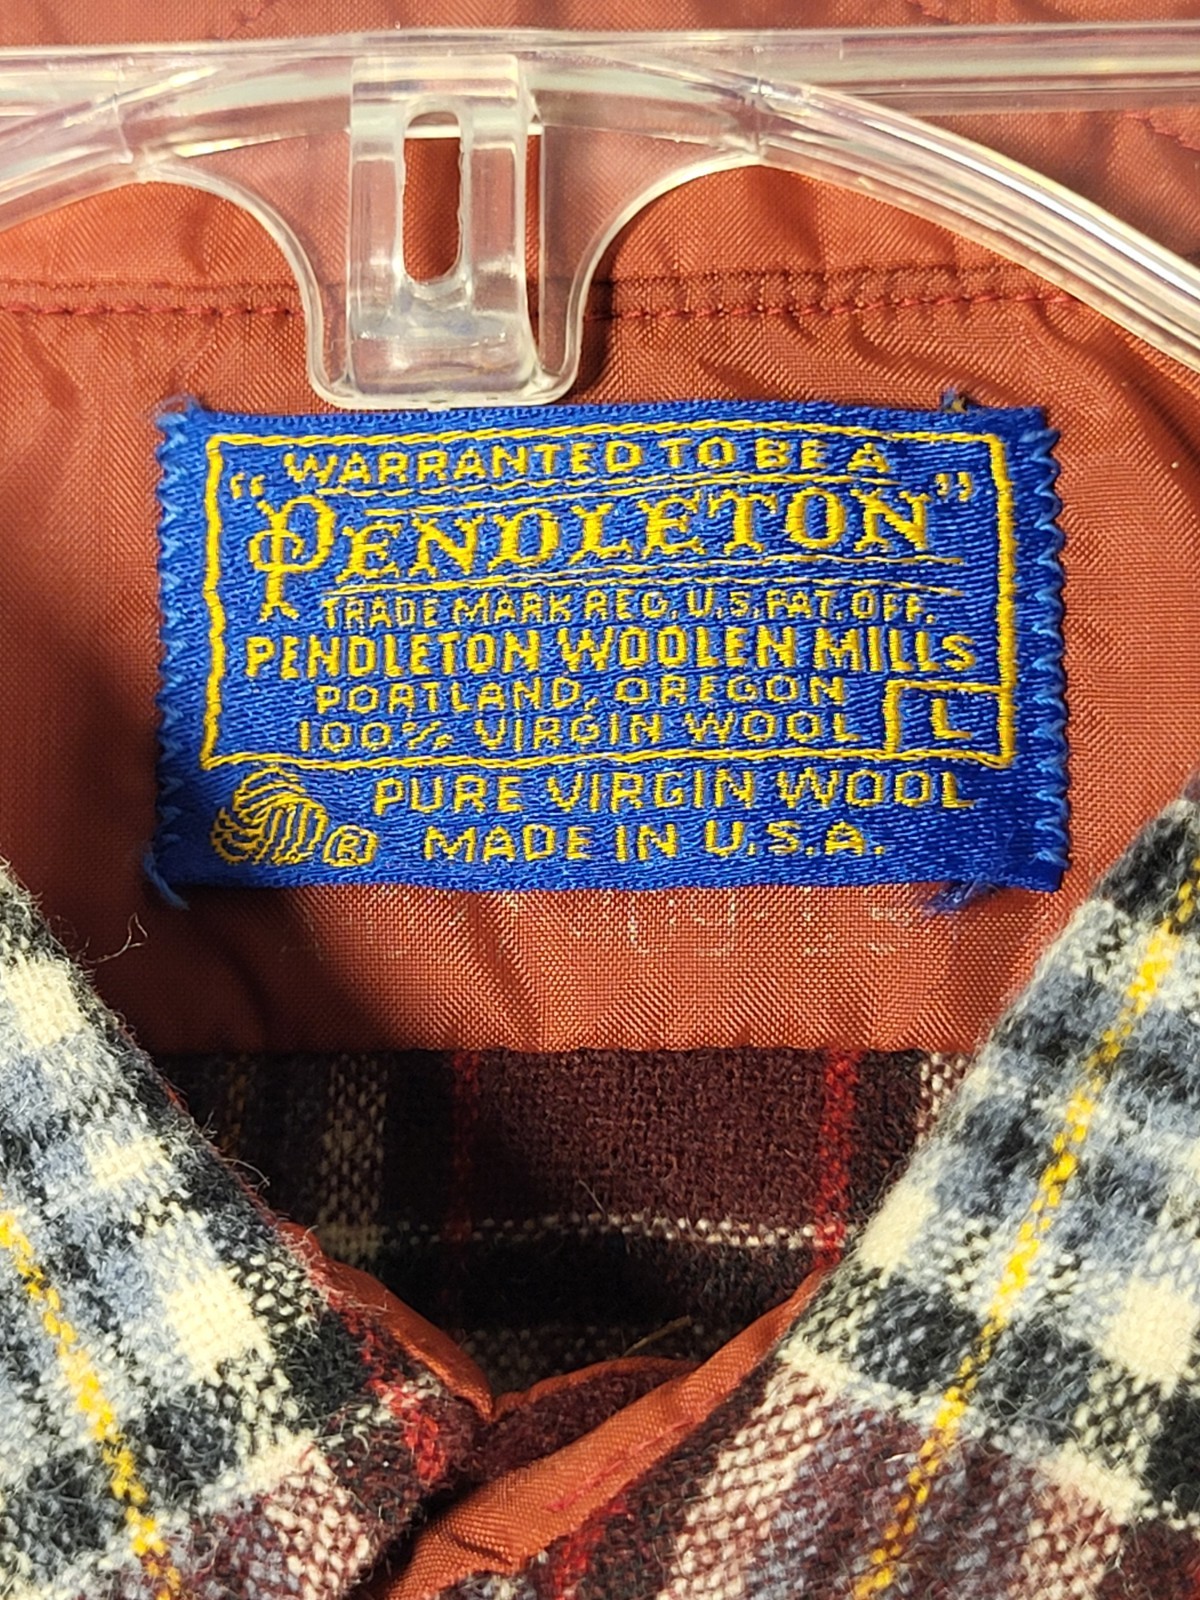 "WARRANTED TO BE A
PENDLETON"
TRADE MARK REG. U.S. PAT. OFF.
PENDLETON WOOLEN MILLS
PORTLAND, OREGON
100% VIRGIN WOOL L
PURE VIRGIN WOOL
® MADE IN U.S.A.